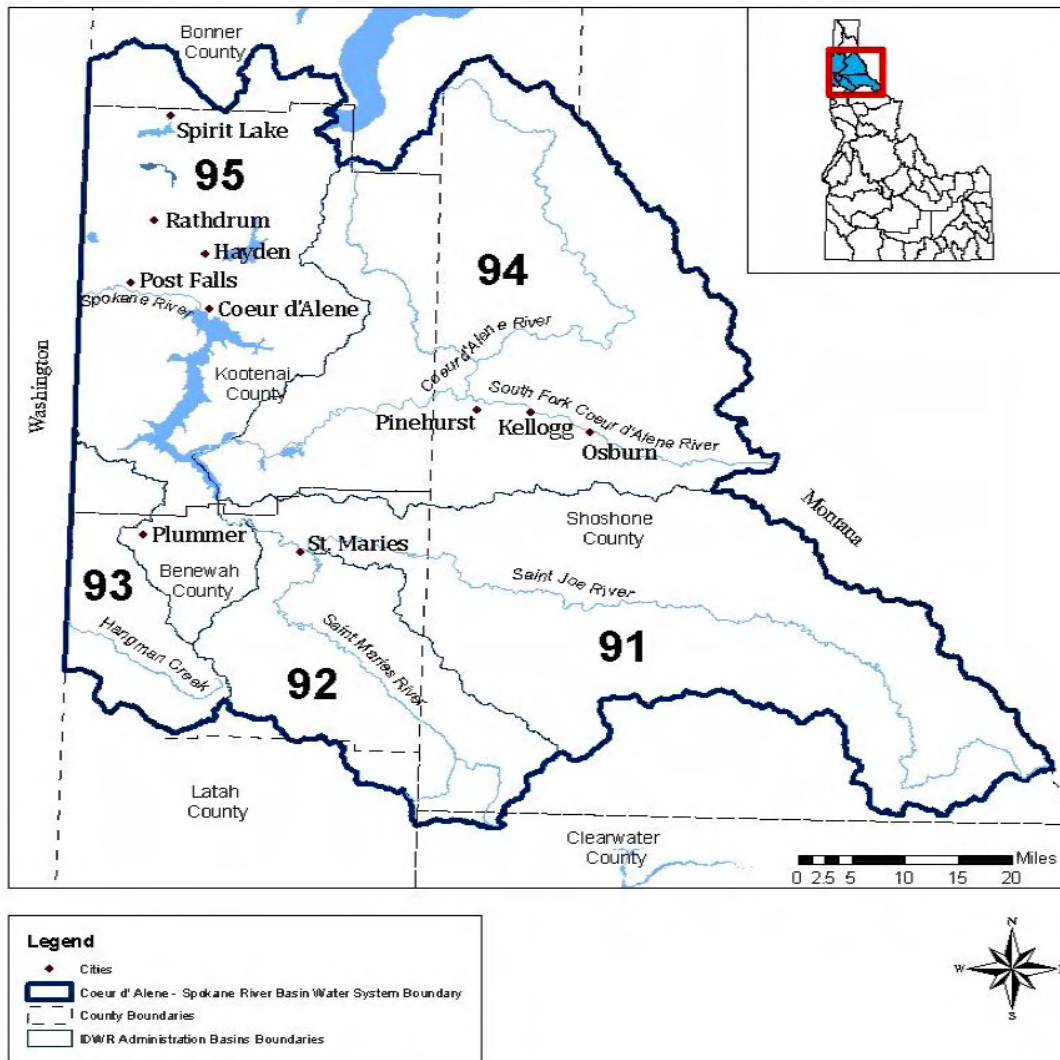 Bonner
County
Spirit Lake
95
Rathdrum
Hayden
Post Falls
Spokane River
Coeur d'Alene
94
Coeur d'Alene River
Kootenai
County
Washington
South Fork Coeur d'Alene River
Pinehurst
Kellogg
Osburn
Montana
Shoshone
County
Plummer
St. Maries
Benewah
County
93
Saint Joe River
Hangman Creek
92
Saint Maries River
91
Latah
County
Clearwater
County
Miles
0 2.5 5 10 15 20
Legend
Cities
Coeur d' Alene - Spokane River Basin Water System Boundary
County Boundaries
IDWR Administration Basins Boundaries
N
W
E
S